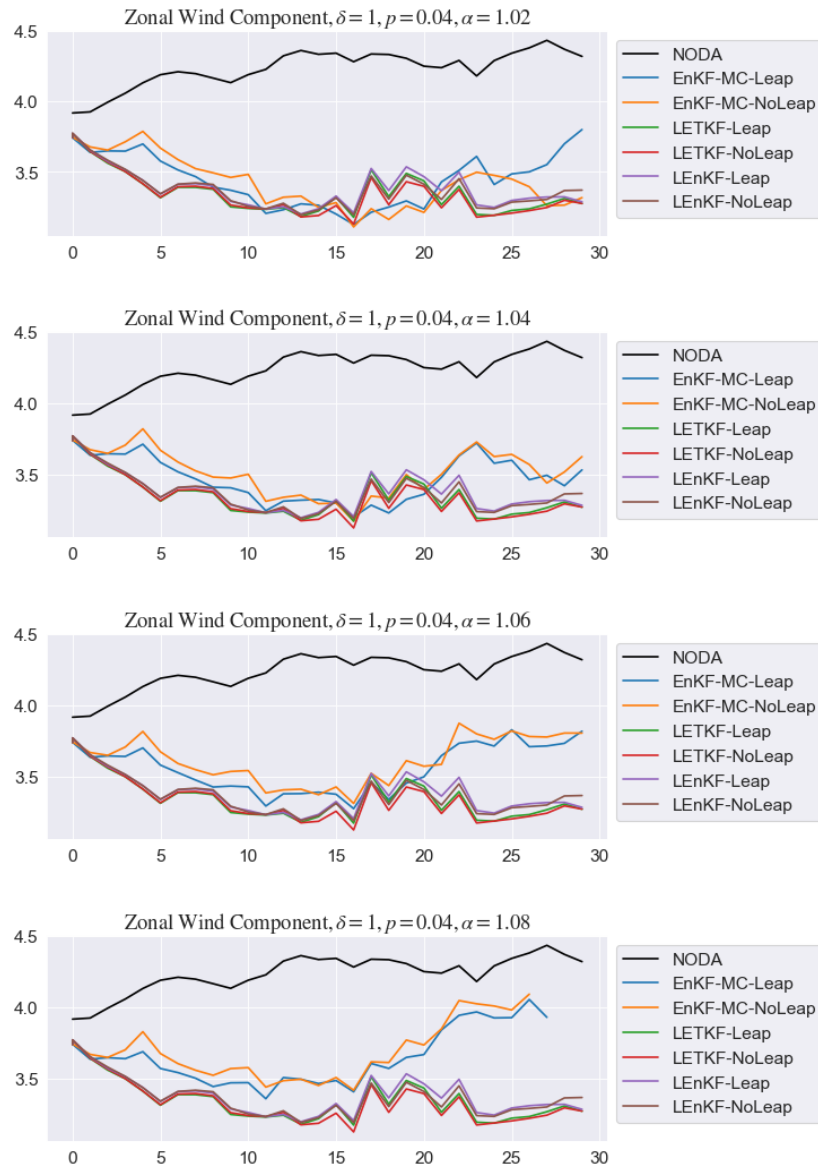 Zonal Wind Component, δ = 1, p = 0.04, α = 1.02
4.5
4.0
3.5
0 5 10 15 20 25 30
NODA
EnKF-MC-Leap
EnKF-MC-NoLeap
LETKF-Leap
LETKF-NoLeap
LEnKF-Leap
LEnKF-NoLeap
Zonal Wind Component, δ = 1, p = 0.04, α = 1.04
4.5
4.0
3.5
0 5 10 15 20 25 30
NODA
EnKF-MC-Leap
EnKF-MC-NoLeap
LETKF-Leap
LETKF-NoLeap
LEnKF-Leap
LEnKF-NoLeap
Zonal Wind Component, δ = 1, p = 0.04, α = 1.06
4.5
4.0
3.5
0 5 10 15 20 25 30
NODA
EnKF-MC-Leap
EnKF-MC-NoLeap
LETKF-Leap
LETKF-NoLeap
LEnKF-Leap
LEnKF-NoLeap
Zonal Wind Component, δ = 1, p = 0.04, α = 1.08
4.5
4.0
3.5
0 5 10 15 20 25 30
NODA
EnKF-MC-Leap
EnKF-MC-NoLeap
LETKF-Leap
LETKF-NoLeap
LEnKF-Leap
LEnKF-NoLeap